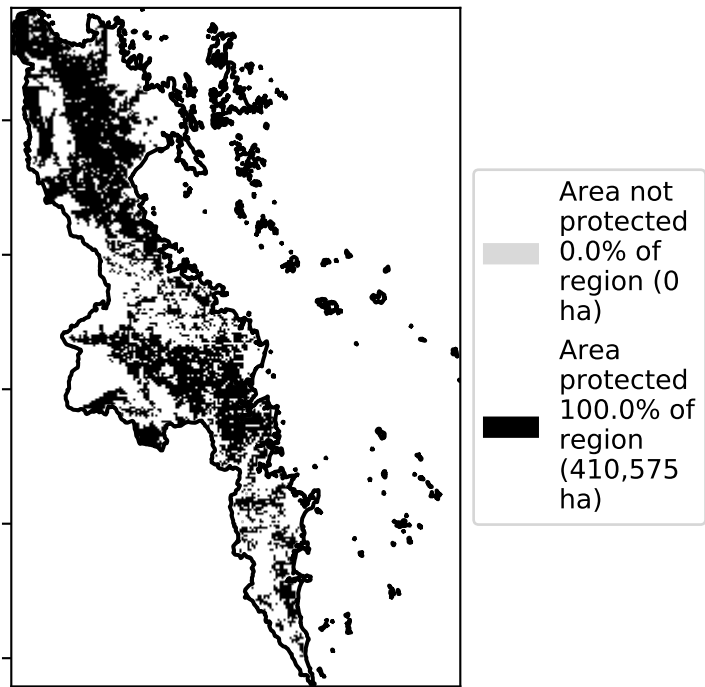 Area not
protected
0.0% of
region (0
ha)
Area
protected
100.0% of
region
(410,575
ha)